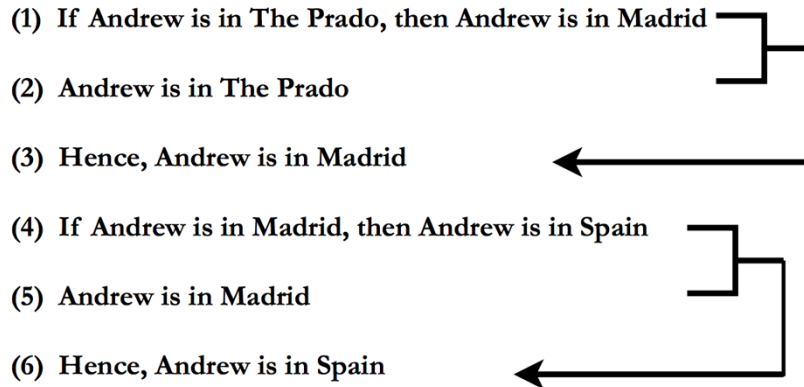 (1) If Andrew is in The Prado, then Andrew is in Madrid
(2) Andrew is in The Prado
(3) Hence, Andrew is in Madrid
(4) If Andrew is in Madrid, then Andrew is in Spain
(5) Andrew is in Madrid
(6) Hence, Andrew is in Spain